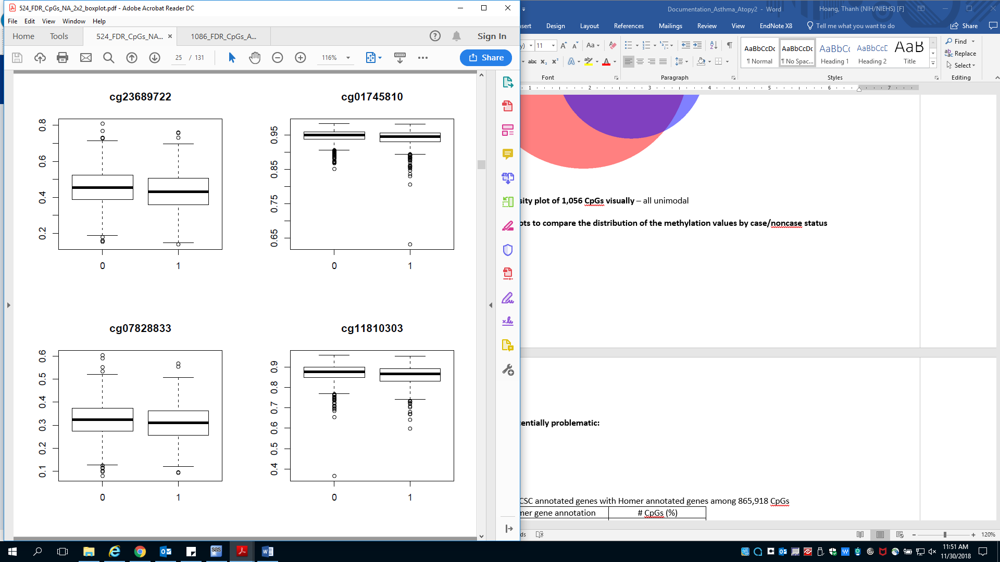 524_FDR_CpGs_NA_2x2_boxplot.pdf - Adobe Acrobat Reader DC
File Edit View Window Help
Home Tools 524_FDR_CpGs_NA... × 1086_FDR_CpGs_A... Sign In
25 / 131 116% Share
cg23689722
0.8
0.6
0.4
0.2
0 1
cg01745810
0.95
0.85
0.75
0.65
0 1
cg07828833
0.6
0.5
0.4
0.3
0.2
0.1
0 1
cg11810303
0.9
0.8
0.7
0.6
0.5
0.4
0 1
Documentation_Asthma_Atopy2 - Word Hoang, Thanh (NIH/NIEHS) [F]
sert Design Layout References Mailings Review View EndNote X8 Tell me what you want to do Share
11 Aa
abc x₂ x² A ab A
AaBbCcDc AaBbCcDc AaBbCc AaBbCcD AaB
¶ Normal ¶ No Spac... Heading 1 Heading 2 Title
Find
Replace
Select
Font Paragraph Styles Editing
1 2 3 4 5 6 7
sity plot of 1,056 CpGs visually – all unimodal
ots to compare the distribution of the methylation values by case/noncase status
entially problematic:
CSC annotated genes with Homer annotated genes among 865,918 CpGs
mer gene annotation # CpGs (%)
ds 120%
sas
11:51 AM
11/30/2018